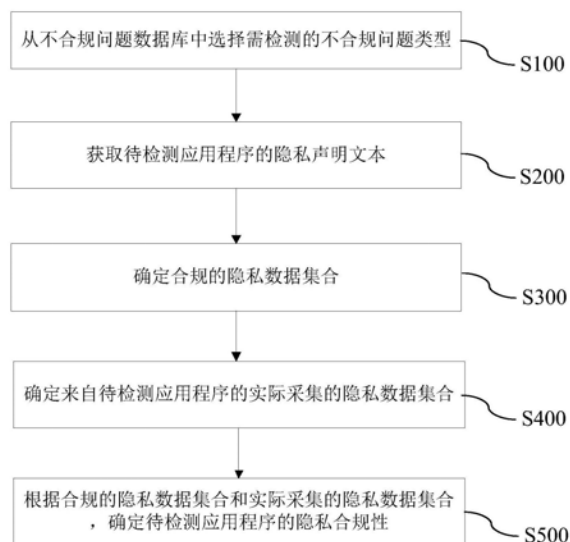 从不合规问题数据库中选择需检测的不合规问题类型
S100
获取待检测应用程序的隐私声明文本
S200
确定合规的隐私数据集合
S300
确定来自待检测应用程序的实际采集的隐私数据集合
S400
根据合规的隐私数据集合和实际采集的隐私数据集合
，确定待检测应用程序的隐私合规性
S500